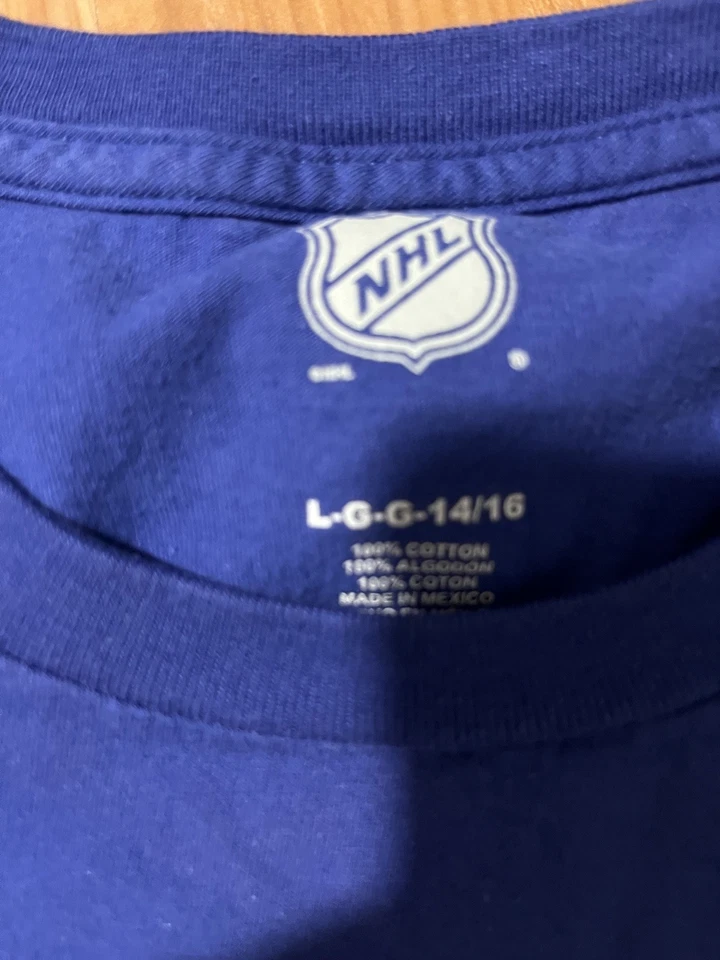 NHL
L-G-G-14/16
100% COTTON
100% ALGODON
100% COTON
MADE IN MEXICO